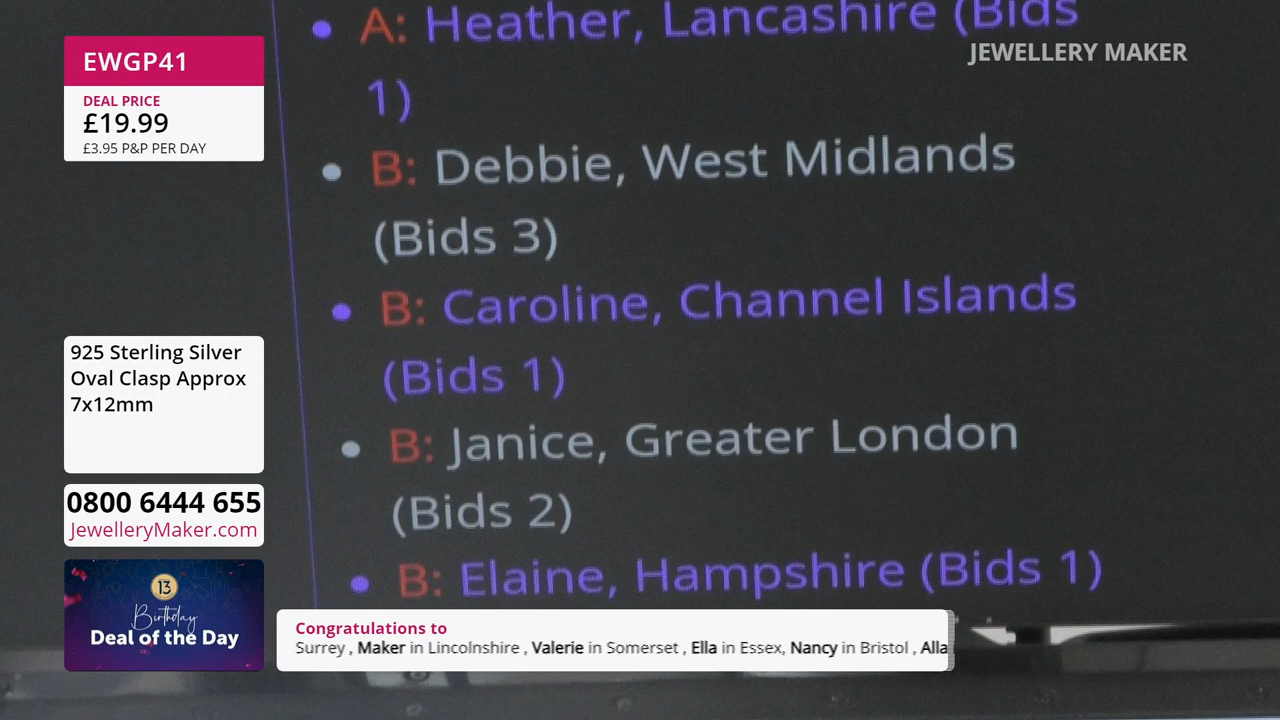 EWGP41
DEAL PRICE
£19.99
£3.95 P&P PER DAY
JEWELLERY MAKER
A: Heather, Lancashire (Bids
1)
B: Debbie, West Midlands
(Bids 3)
B: Caroline, Channel Islands
(Bids 1)
B: Janice, Greater London
(Bids 2)
B: Elaine, Hampshire (Bids 1)
925 Sterling Silver
Oval Clasp Approx
7x12mm
0800 6444 655
JewelleryMaker.com
13
Birthday
Deal of the Day
Congratulations to
Surrey , Maker in Lincolnshire , Valerie in Somerset , Ella in Essex, Nancy in Bristol , Alla